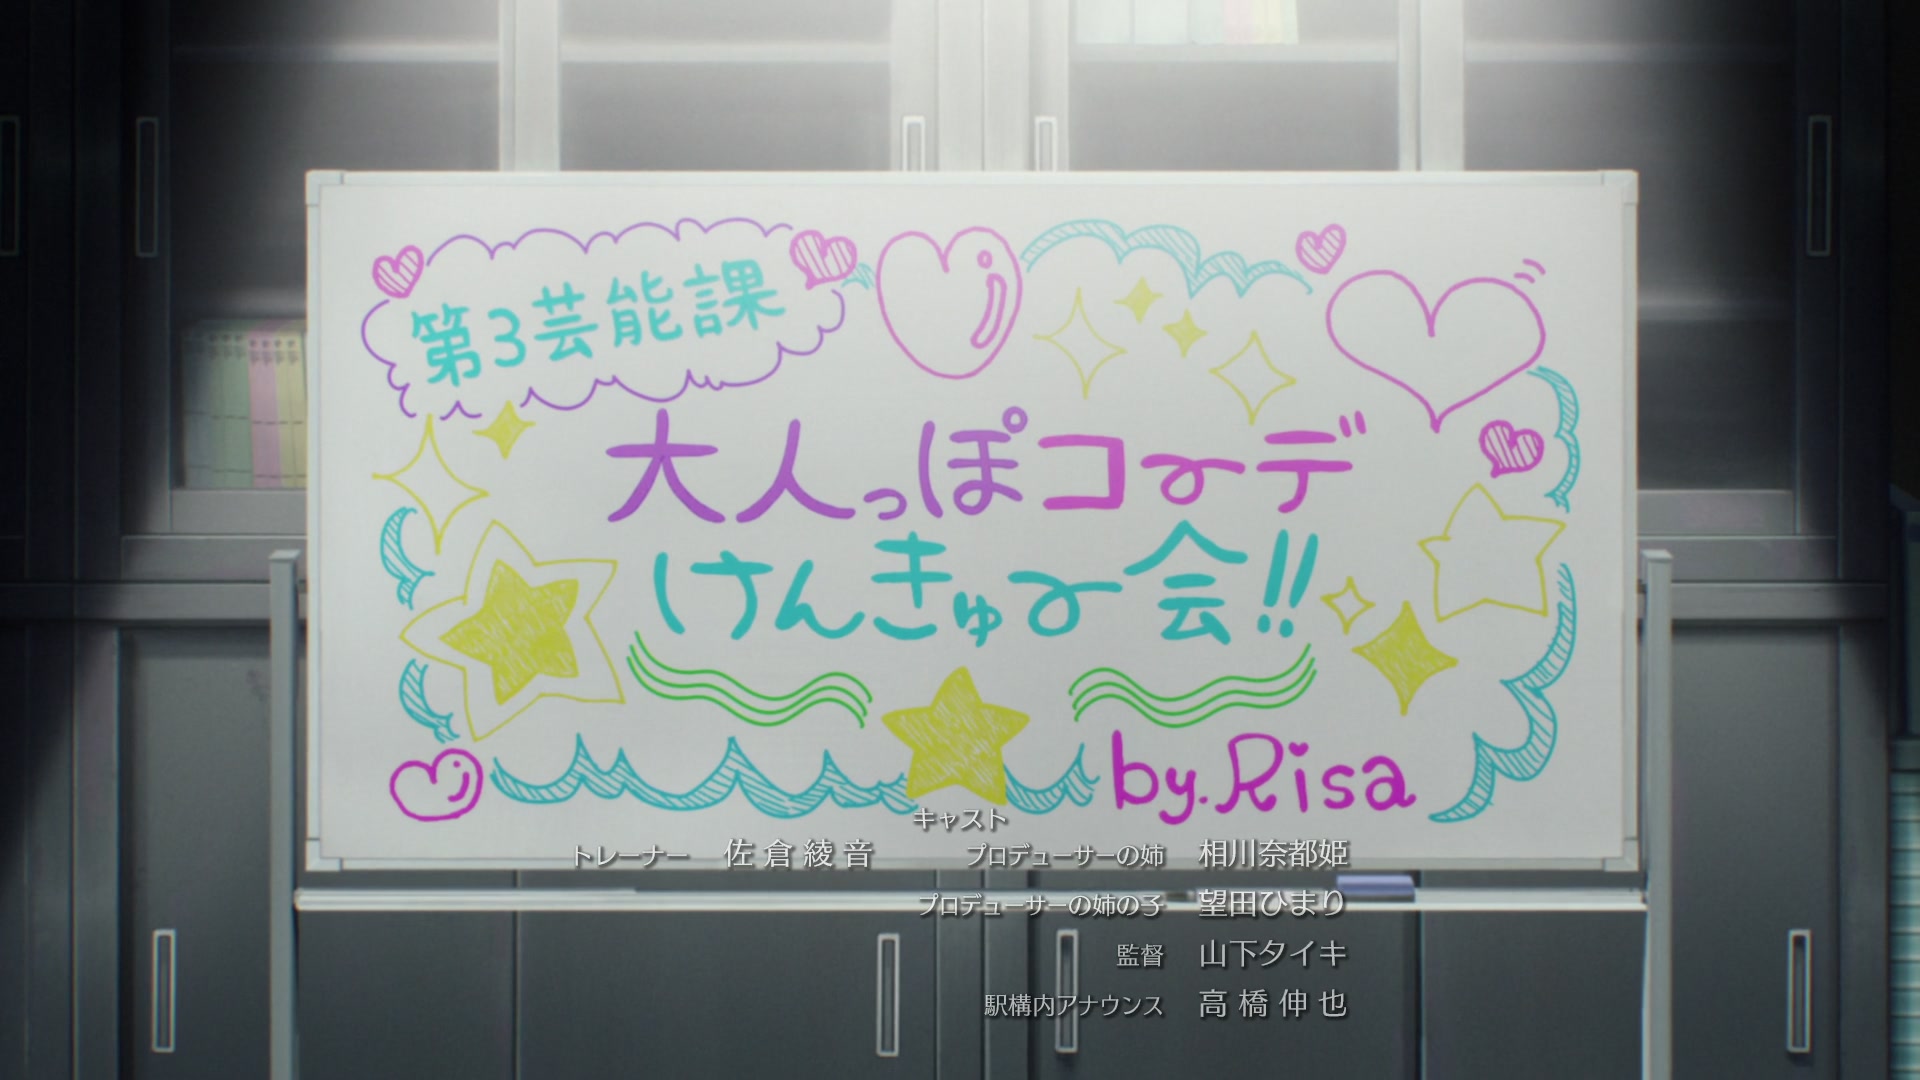 第3芸能課
大人っぽコーデ
けんきゅー会!!
by.Risa
キャスト
トレーナー 佐倉綾音 プロデューサーの姉 相川奈都姫
プロデューサーの姉の子 望田ひまり
監督 山下タイキ
駅構内アナウンス 高橋伸也